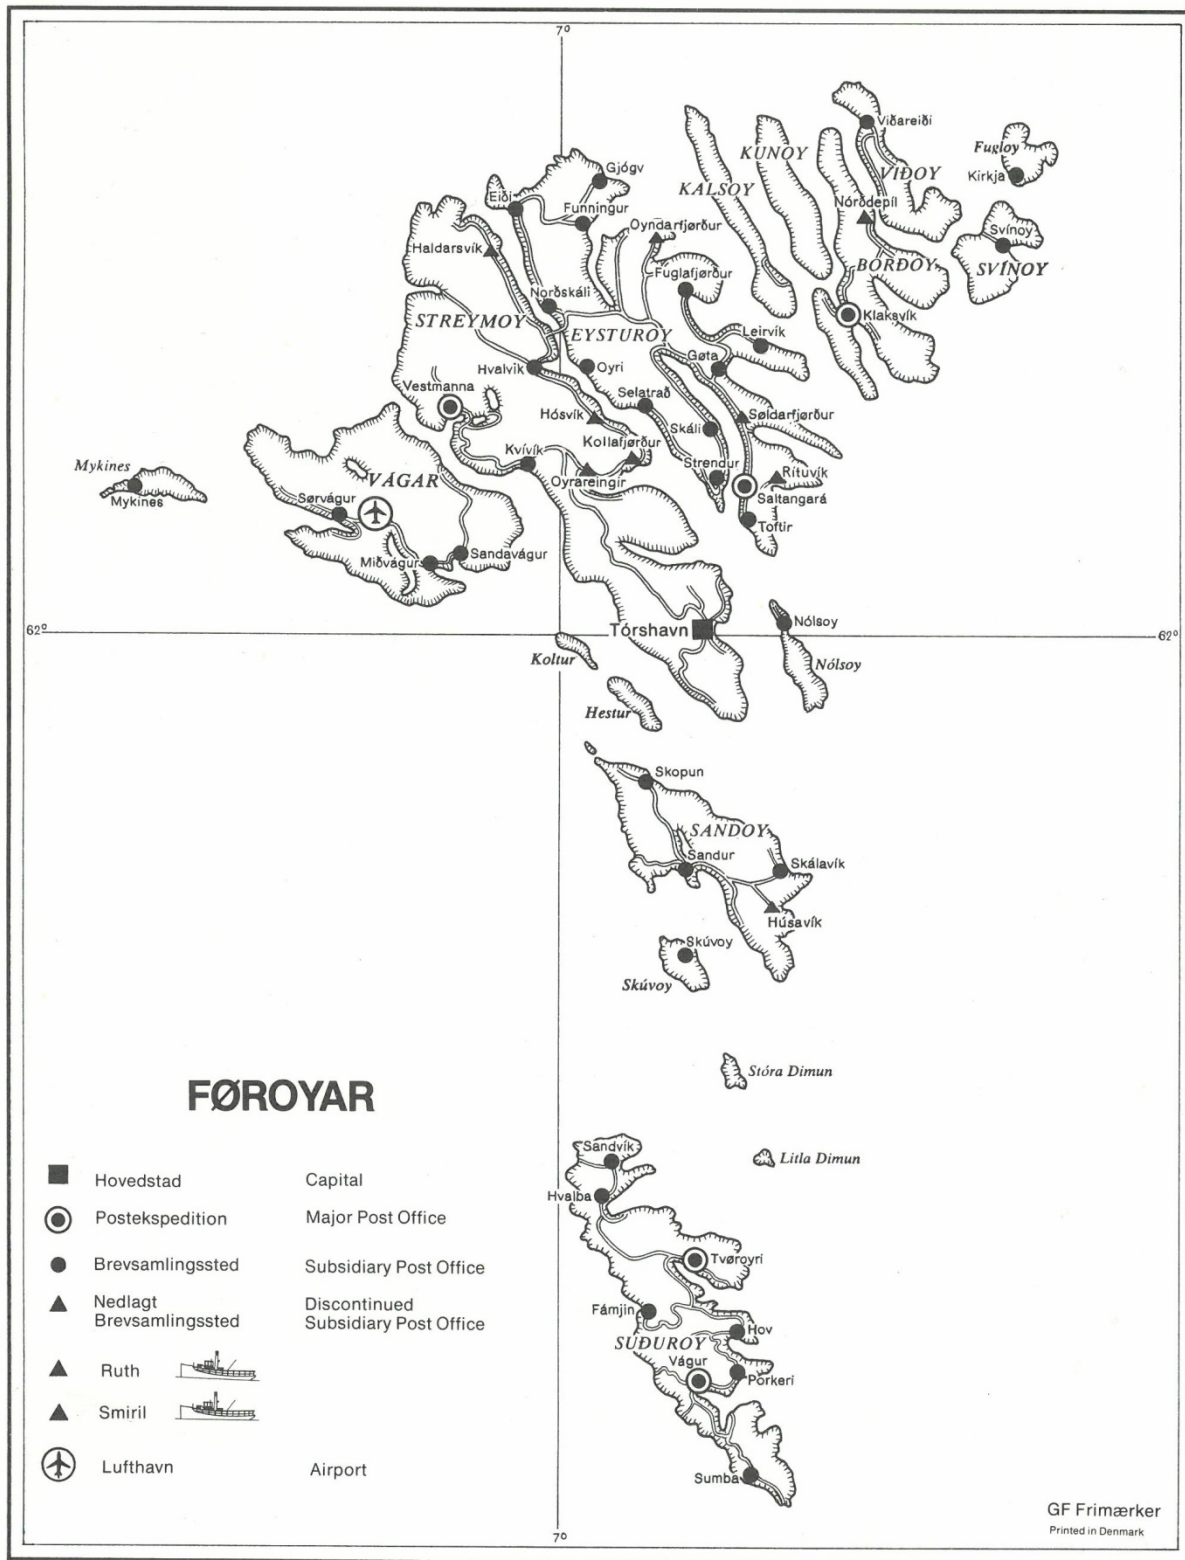 7°
Viðareiði
Fugloy
KUNOY
VIÐOY
Gjógv
Kirkja
KALSOY
Eiði
Nórðdepil
Funningur
Oyndarfjørður
Svínoy
Haldarsvík
BORÐOY
SVÍNOY
Fuglafjørður
Norðskáli
STREYMOY
EYSTUROY
Klaksvík
Leirvík
Hvalvík
Oyri
Gøta
Vestmanna
Selatrað
Hósvík
Søldarfjørður
Skáli
Kollafjørður
Mykines
Kvívík
Strendur
VÁGAR
Rituvík
Oyrareingir
Mykines
Sørvágur
Saltangará
Toftir
Miðvágur
Sandavágur
62°
Tórshavn
Nólsoy
62°
Koltur
Nólsoy
Hestur
Skopun
SANDOY
Sandur
Skálavík
Húsavík
Skúvoy
Skúvoy
Stóra Dimun
FØROYAR
Sandvík
Litla Dimun
Hovedstad Capital
Hvalba
Postekspedition Major Post Office
Tvøroyri
Brevsamlingssted Subsidiary Post Office
Nedlagt Discontinued
Brevsamlingssted Subsidiary Post Office
Fámjin
Hov
SUÐUROY
Vágur
Ruth
Porkeri
Smiril
Lufthavn Airport
Sumba
GF Frimærker
Printed in Denmark
7°